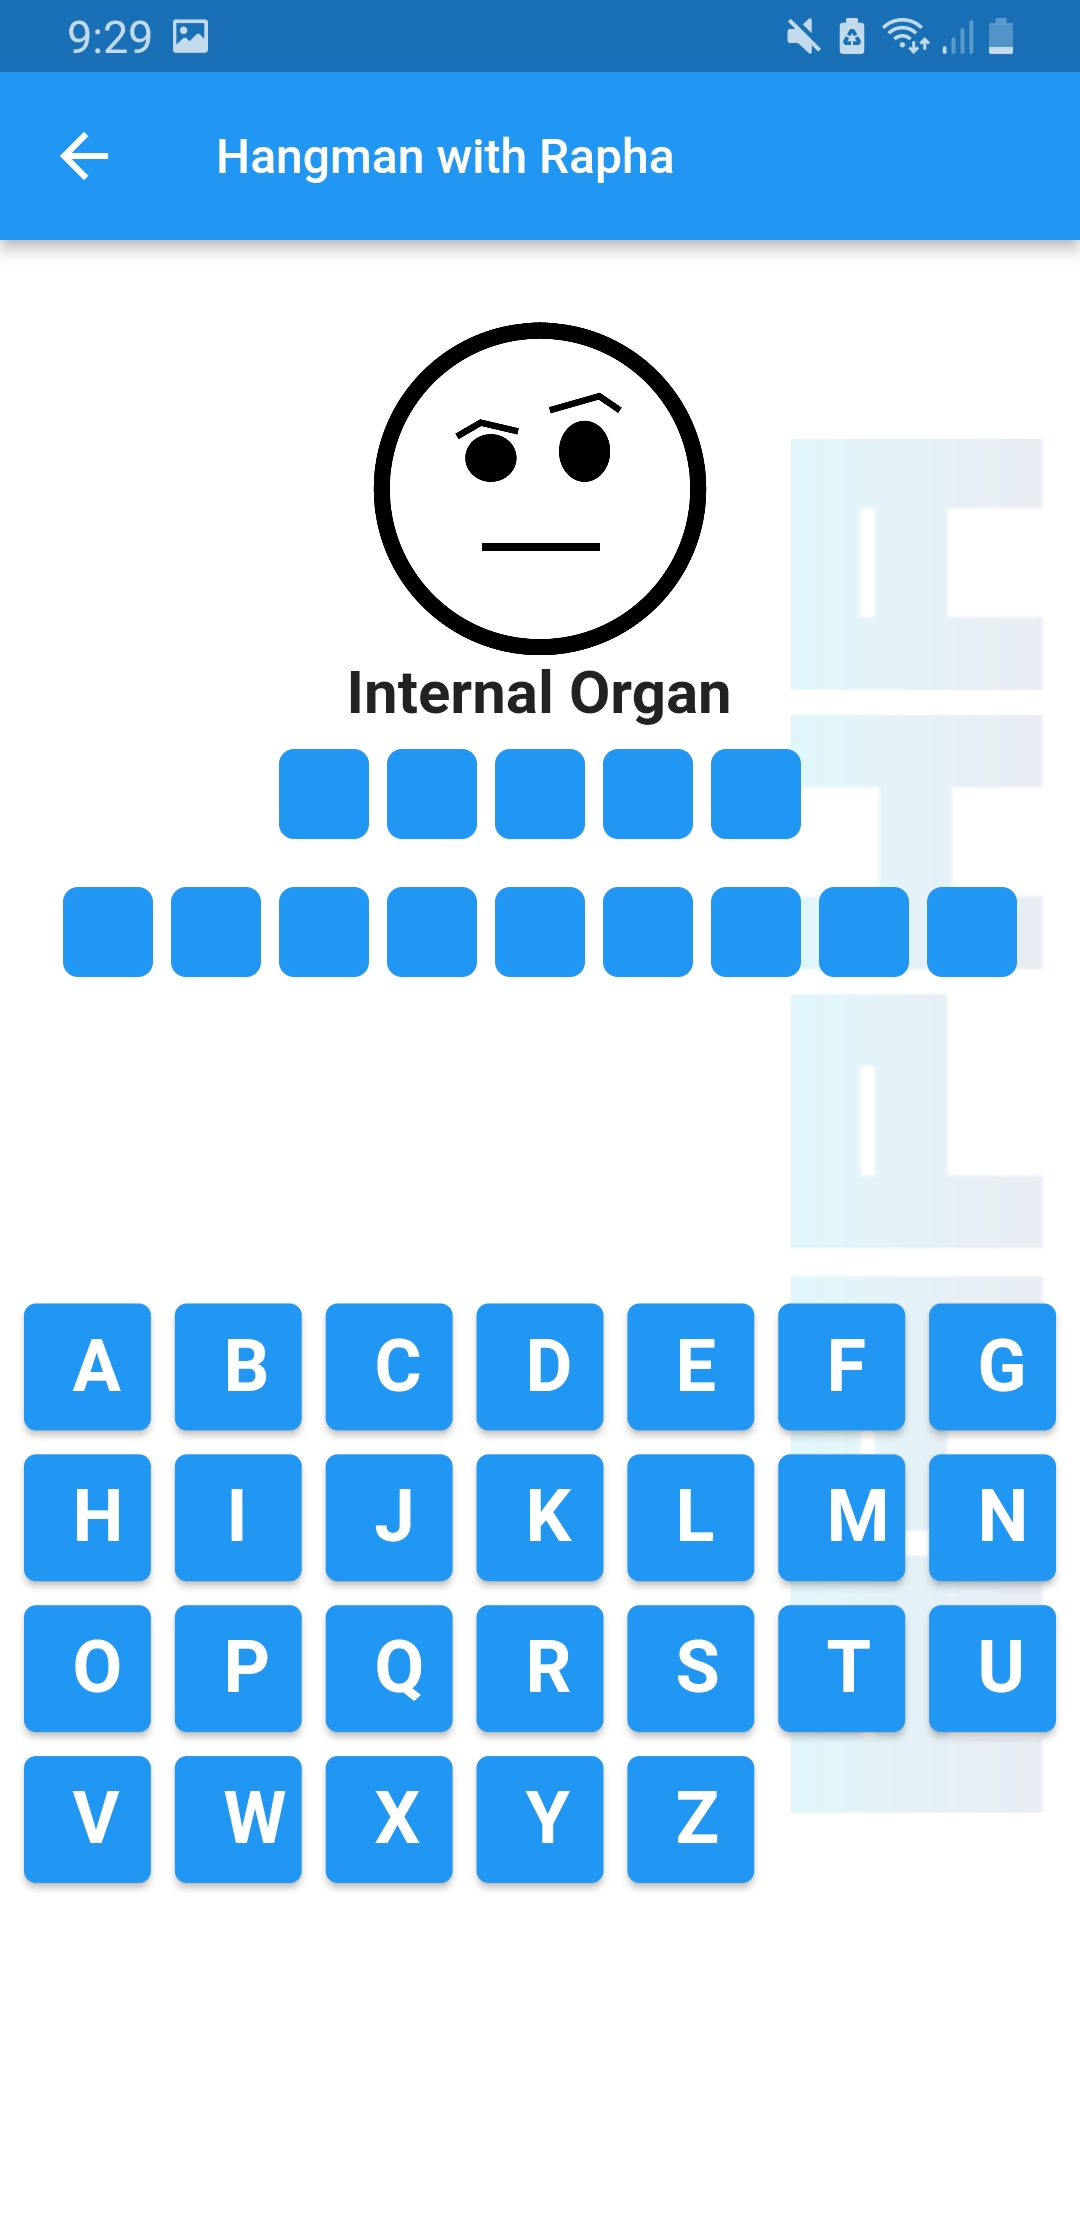 9:29
Hangman with Rapha
Internal Organ
A B C D E F G
H I J K L M N
O P Q R S T U
V W X Y Z